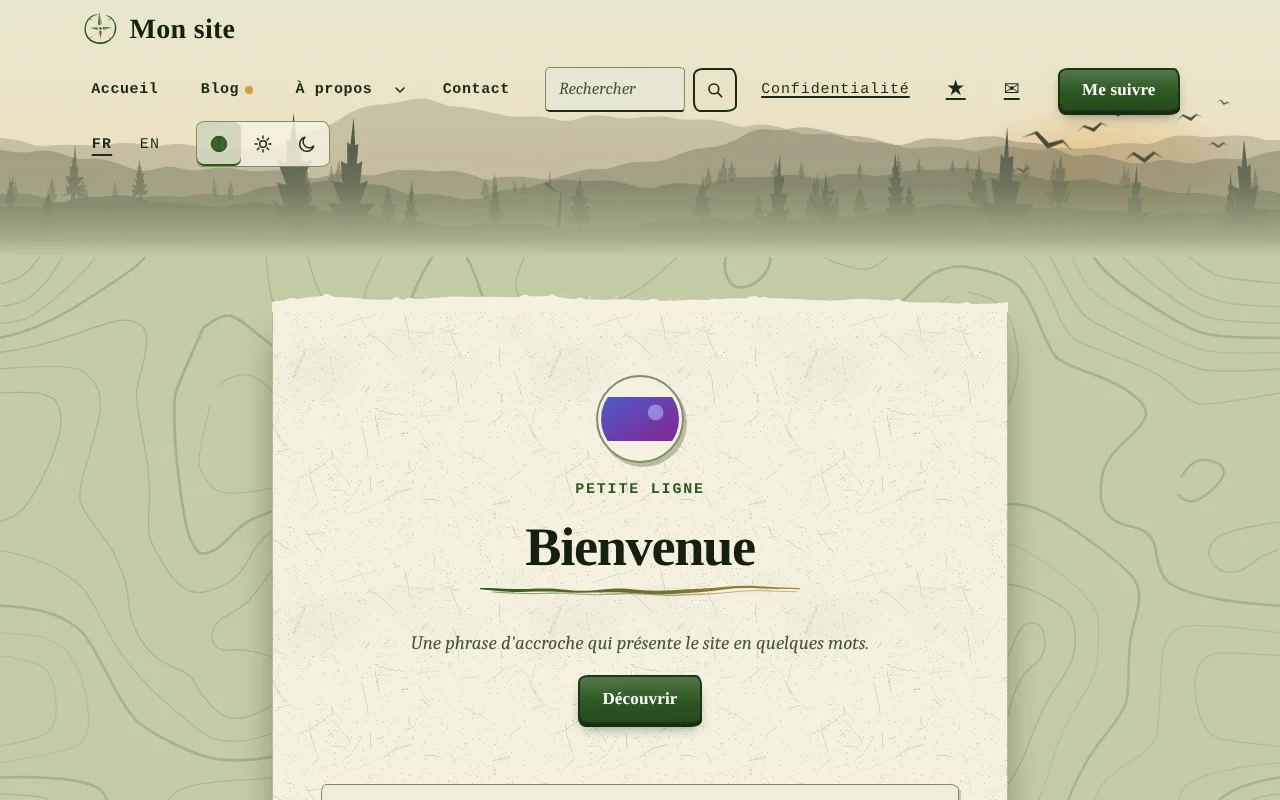 Mon site
Accueil Blog À propos Contact Rechercher Confidentialité ★ ✉ Me suivre
FR EN
PETITE LIGNE
Bienvenue
Une phrase d'accroche qui présente le site en quelques mots.
Découvrir